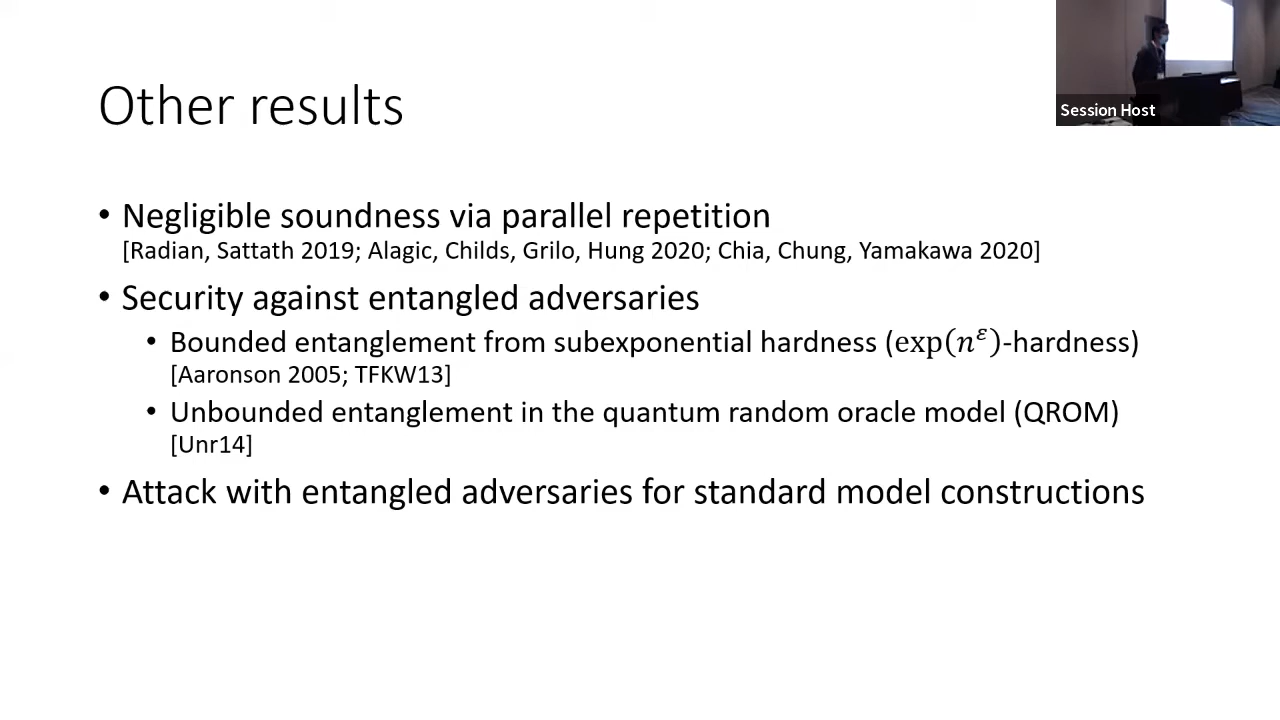 Other results
Session Host
• Negligible soundness via parallel repetition
[Radian, Sattath 2019; Alagic, Childs, Grilo, Hung 2020; Chia, Chung, Yamakawa 2020]
• Security against entangled adversaries
• Bounded entanglement from subexponential hardness (exp(n^ε)-hardness)
[Aaronson 2005; TFKW13]
• Unbounded entanglement in the quantum random oracle model (QROM)
[Unr14]
• Attack with entangled adversaries for standard model constructions